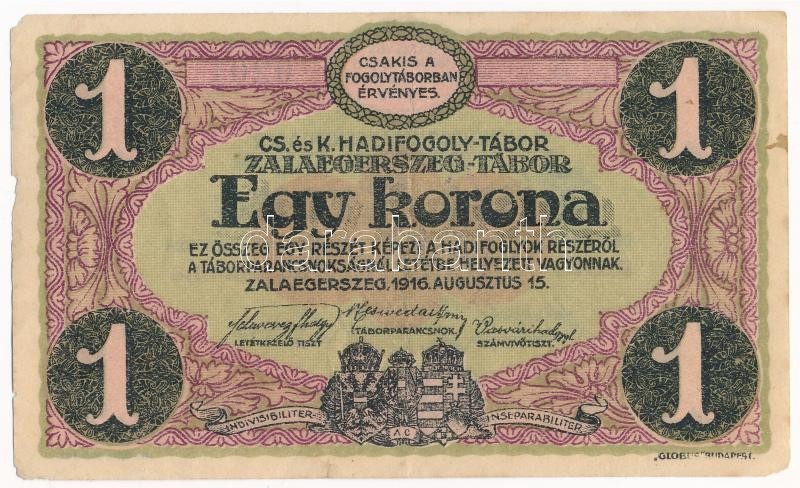 1
1
CSAKIS A
FOGOLYTÁBORBAN
ÉRVÉNYES.
CS. és K. HADIFOGOLY-TÁBOR
ZALAEGERSZEG-TÁBOR
Egy korona
EZ ÖSSZEG EGY RÉSZÉT KÉPEZI A HADIFOGLYOK RÉSZÉRŐL
A TÁBORPARANCSNOKSÁGNÁL LETÉTBE HELYEZETT VAGYONNAK.
ZALAEGERSZEG, 1916. AUGUSZTUS 15.
LETÉTKEZELŐ TISZT
TÁBORPARANCSNOK.
SZÁMVIVŐTISZT.
1
1
INDIVISIBILITER
INSEPARABILITER
„GLOBUS” BUDAPEST.
darabanth